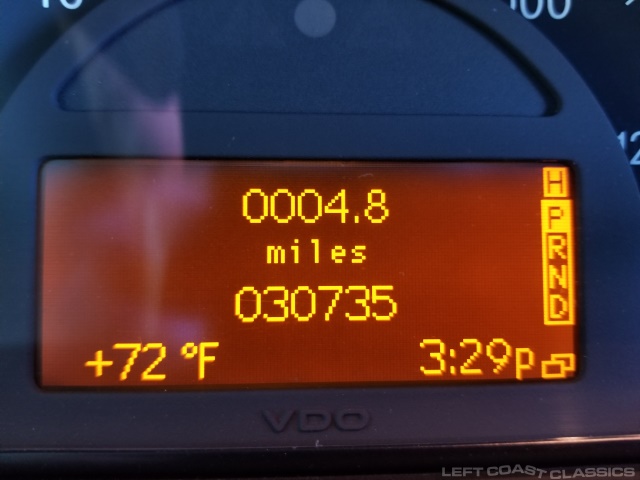 0004.8
miles
030735
+72 °F 3:29p
H
P
R
N
D
VDO
LEFT COAST CLASSICS